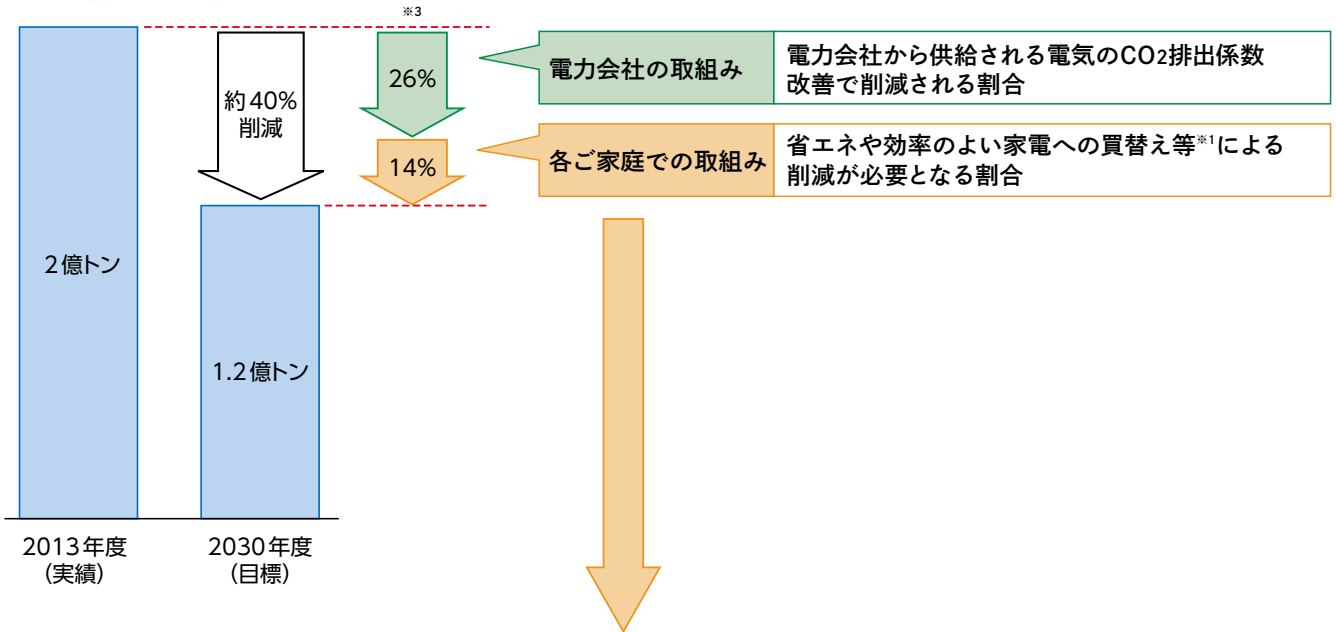 ※3
約40%
削減
26%
14%
電力会社の取組み
電力会社から供給される電気のCO2排出係数
改善で削減される割合
各ご家庭での取組み
省エネや効率のよい家電への買替え等※1による
削減が必要となる割合
2億トン
1.2億トン
2013年度
(実績)
2030年度
(目標)